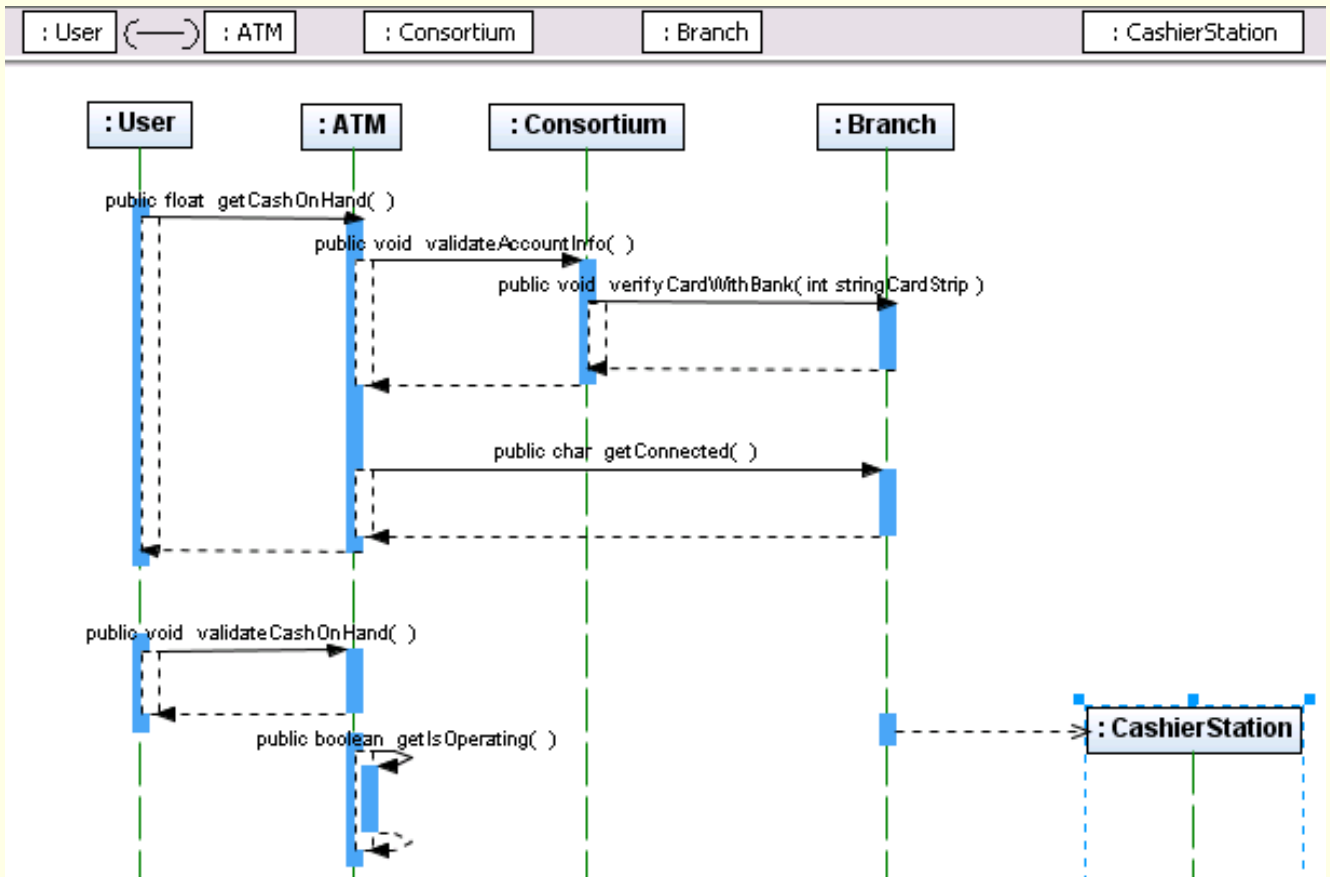 : User : ATM : Consortium : Branch : CashierStation
: User : ATM : Consortium : Branch
public float getCashOnHand( )
public void validateAccountInfo( )
public void verifyCardWithBank( int stringCardStrip )
public char getConnected( )
public void validateCashOnHand( )
: CashierStation
public boolean getIsOperating( )